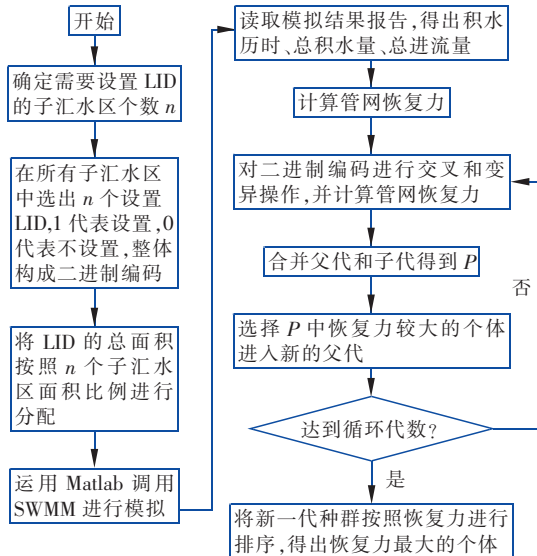 开始
确定需要设置 LID
的子汇水区个数 n
在所有子汇水区
中选出 n 个设置
LID,1 代表设置,0
代表不设置,整体
构成二进制编码
将 LID 的总面积
按照 n 个子汇水
区面积比例进行
分配
运用 Matlab 调用
SWMM 进行模拟
读取模拟结果报告,得出积水
历时、总积水量、总进流量
计算管网恢复力
对二进制编码进行交叉和变
异操作,并计算管网恢复力
合并父代和子代得到 P
选择 P 中恢复力较大的个体
进入新的父代
达到循环代数?
否
是
将新一代种群按照恢复力进行
排序,得出恢复力最大的个体